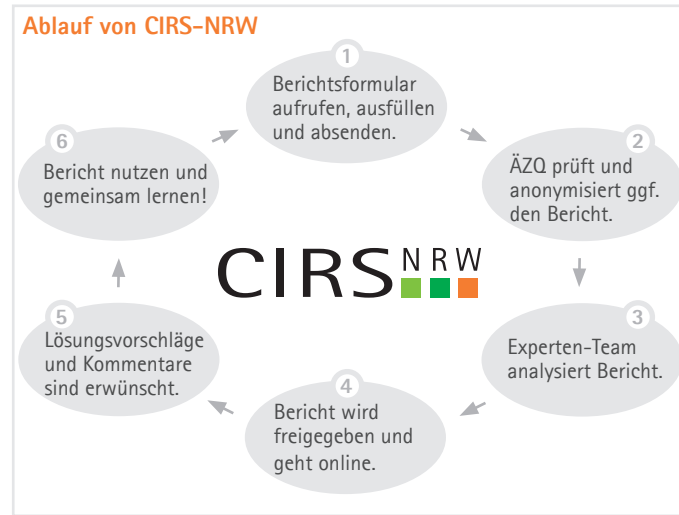 Ablauf von CIRS-NRW
1
Berichtsformular
aufrufen, ausfüllen
und absenden.
2
ÄZQ prüft und
anonymisiert ggf.
den Bericht.
3
Experten-Team
analysiert Bericht.
4
Bericht wird
freigegeben und
geht online.
5
Lösungsvorschläge
und Kommentare
sind erwünscht.
6
Bericht nutzen und
gemeinsam lernen!
CIRS NRW